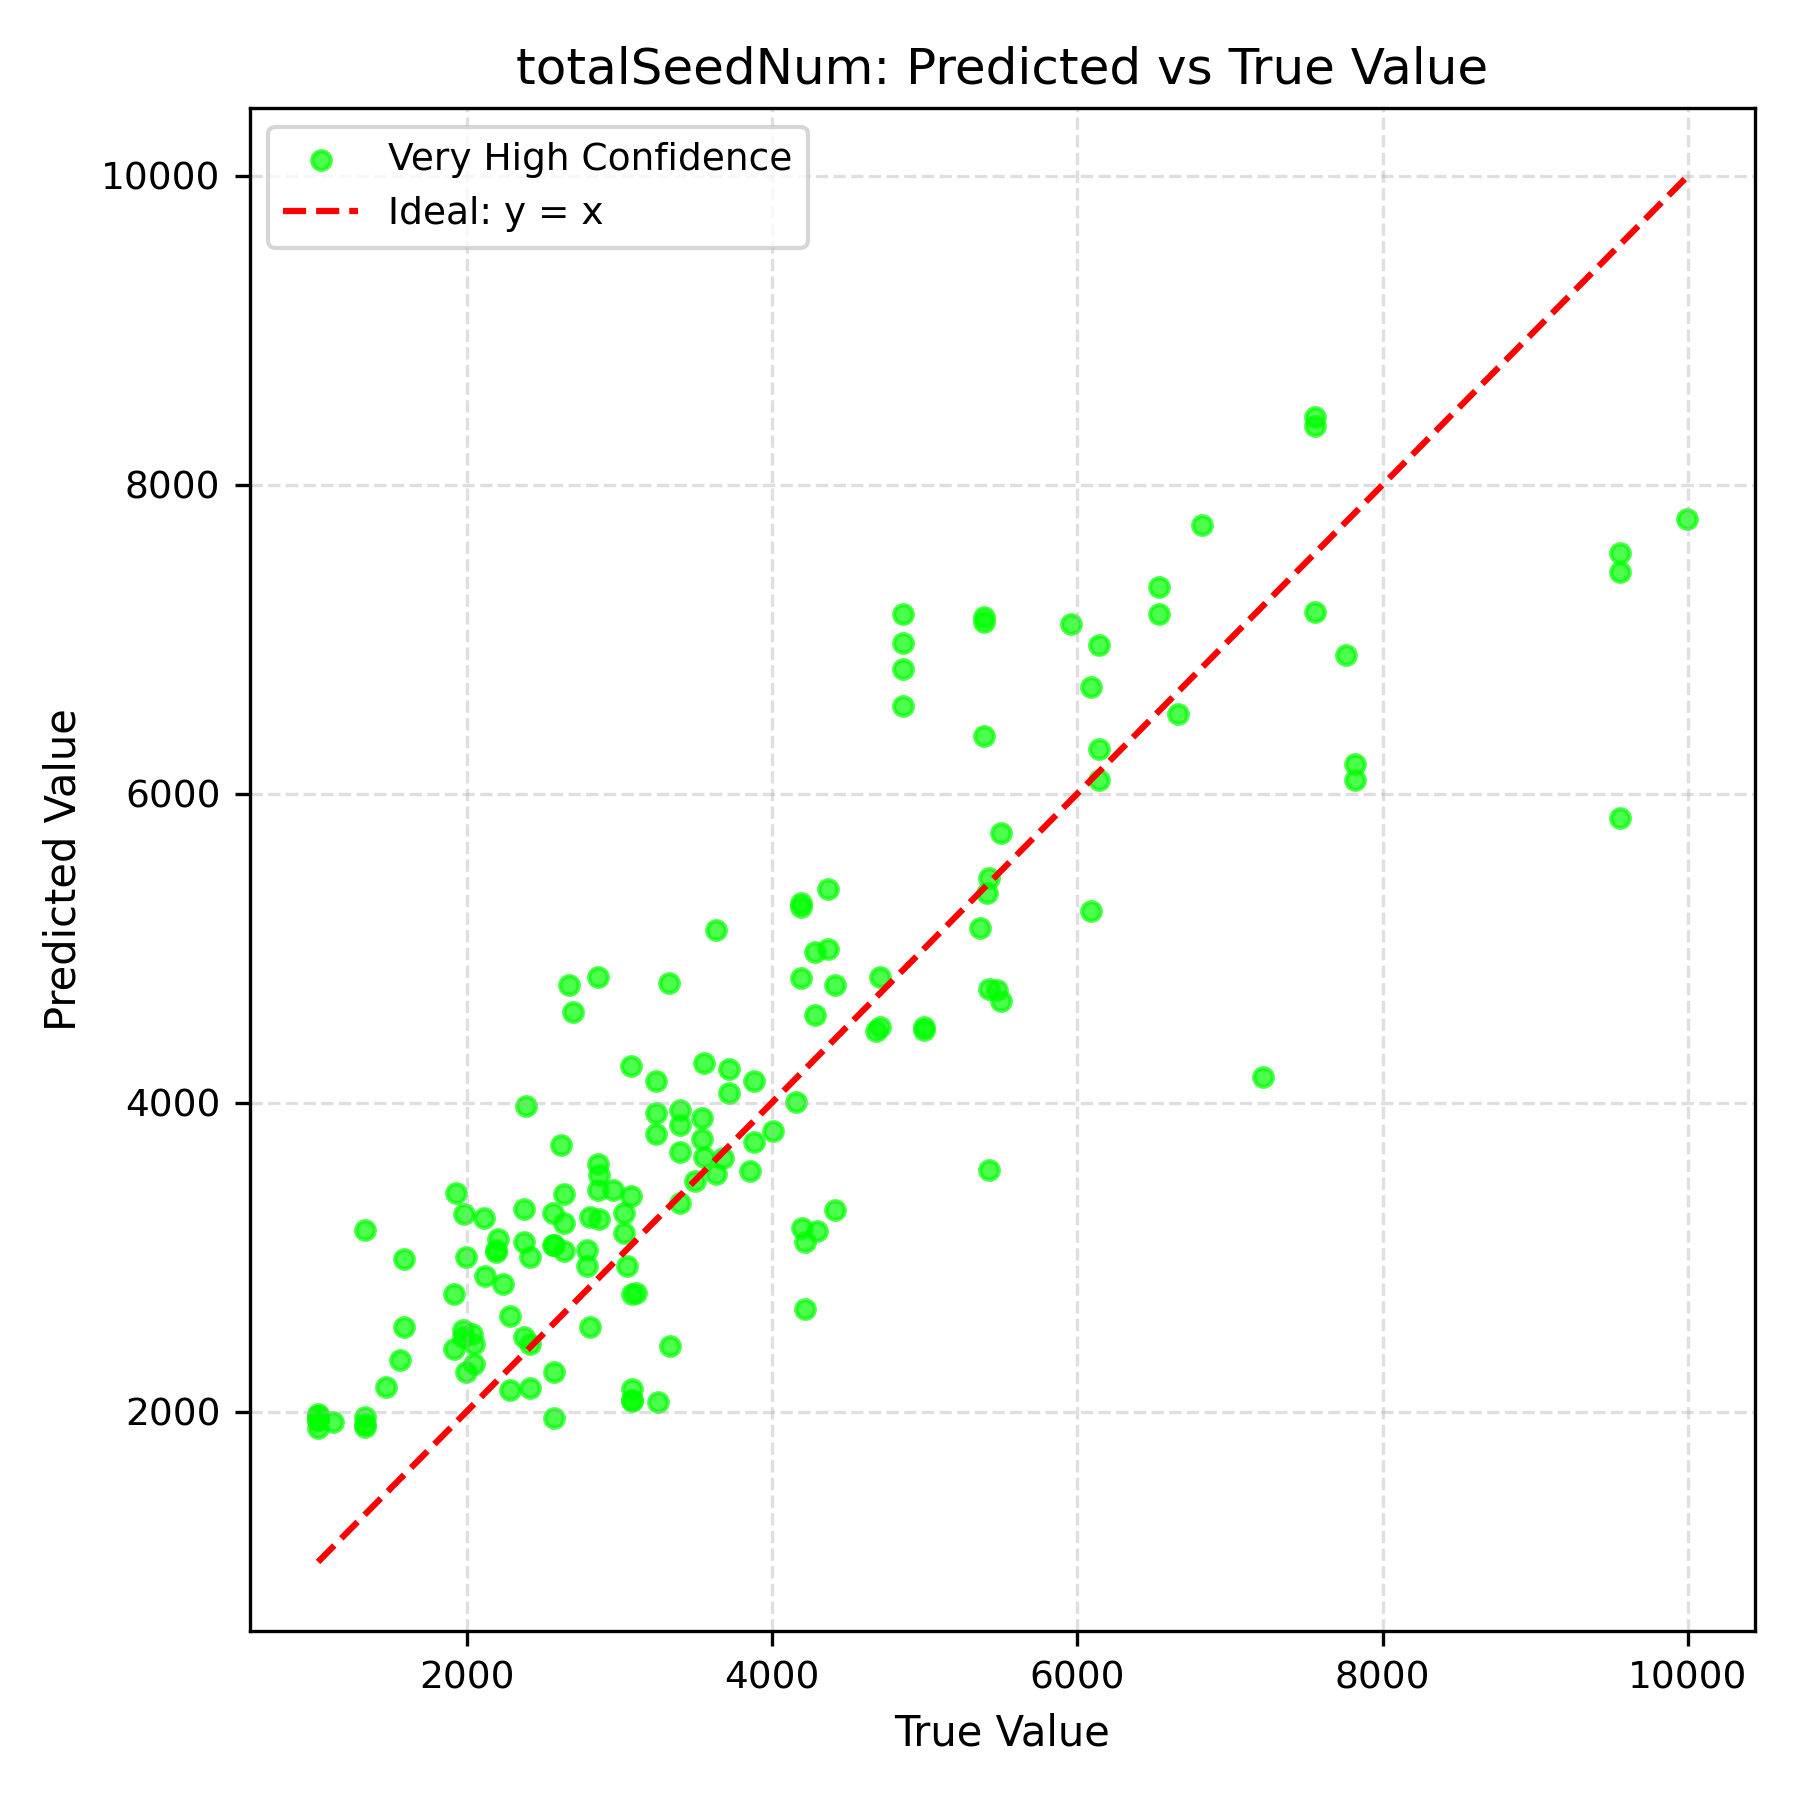 totalSeedNum: Predicted vs True Value
Very High Confidence
Ideal: y = x
10000
8000
6000
4000
2000
Predicted Value
2000 4000 6000 8000 10000
True Value